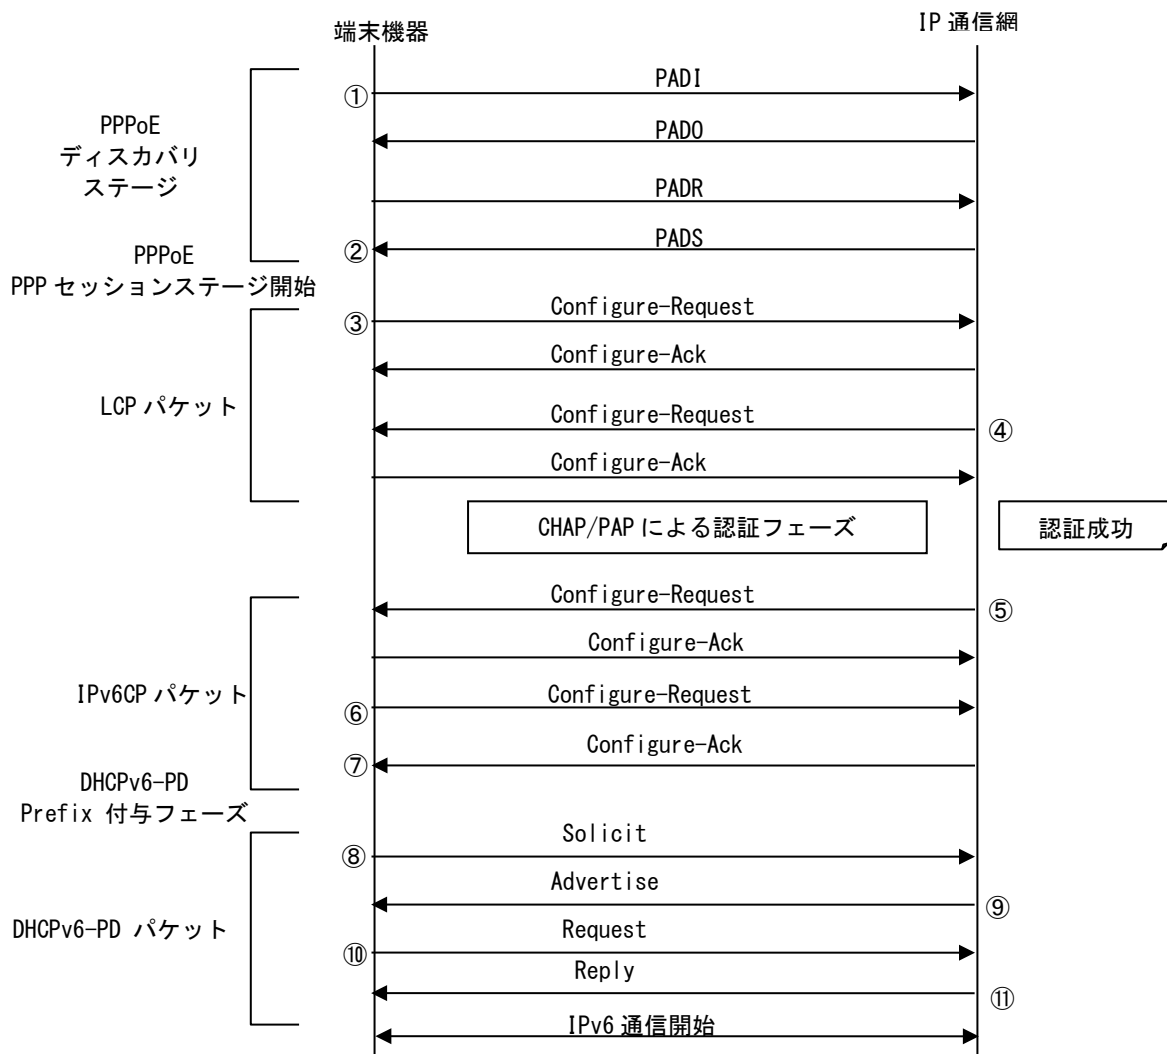 端末機器
IP 通信網
PPPoE
ディスカバリ
ステージ
①
PADI
PADO
PADR
②
PADS
PPPoE
PPP セッションステージ開始
LCP パケット
③
Configure-Request
Configure-Ack
Configure-Request
④
Configure-Ack
CHAP/PAP による認証フェーズ
認証成功
IPv6CP パケット
Configure-Request
⑤
Configure-Ack
⑥
Configure-Request
⑦
Configure-Ack
DHCPv6-PD
Prefix 付与フェーズ
DHCPv6-PD パケット
⑧
Solicit
Advertise
⑨
⑩
Request
Reply
⑪
IPv6 通信開始